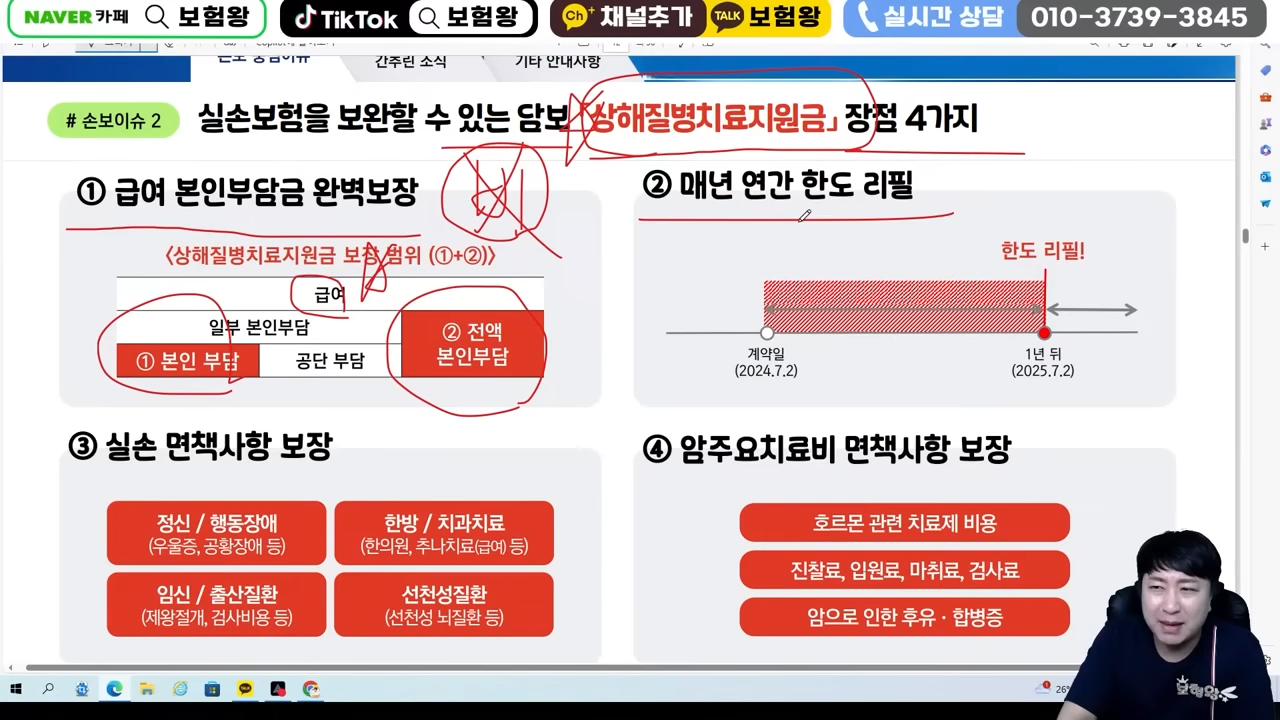 NAVER 카페 보험왕
TikTok 보험왕
Ch+ 채널추가 TALK 보험왕
실시간 상담 010-3739-3845
간추린 소식
기타 안내사항
# 손보이슈 2
실손보험을 보완할 수 있는 담보 상해질병치료지원금」 장점 4가지
① 급여 본인부담금 완벽보장
비
〈상해질병치료지원금 보장 범위 (①+②)〉
급여
일부 본인부담
② 전액
본인부담
① 본인 부담
공단 부담
② 매년 연간 한도 리필
한도 리필!
계약일
(2024.7.2)
1년 뒤
(2025.7.2)
③ 실손 면책사항 보장
정신 / 행동장애
(우울증, 공황장애 등)
한방 / 치과치료
(한의원, 추나치료(급여) 등)
임신 / 출산질환
(제왕절개, 검사비용 등)
선천성질환
(선천성 뇌질환 등)
④ 암주요치료비 면책사항 보장
호르몬 관련 치료제 비용
진찰료, 입원료, 마취료, 검사료
암으로 인한 후유 · 합병증
보험왕
26°